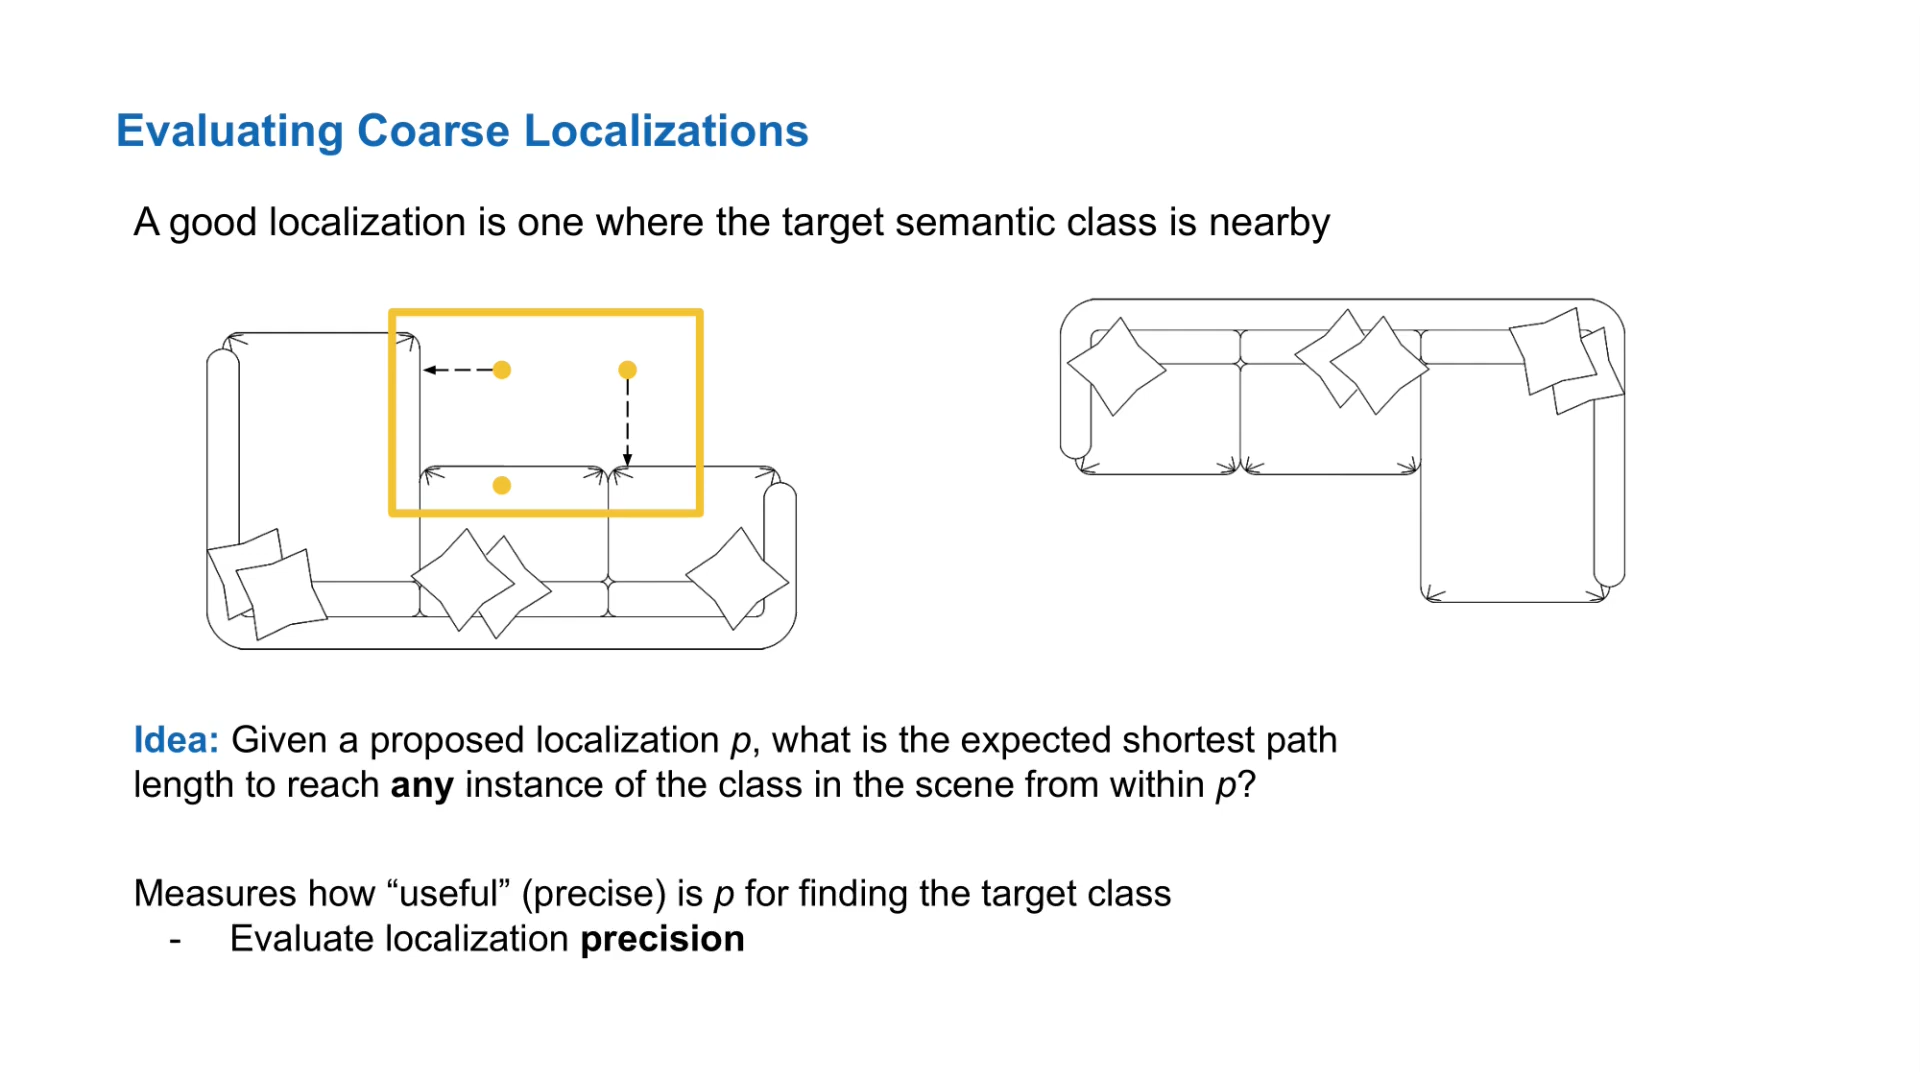 Evaluating Coarse Localizations
A good localization is one where the target semantic class is nearby
Idea: Given a proposed localization p, what is the expected shortest path
length to reach any instance of the class in the scene from within p?
Measures how “useful” (precise) is p for finding the target class
- Evaluate localization precision